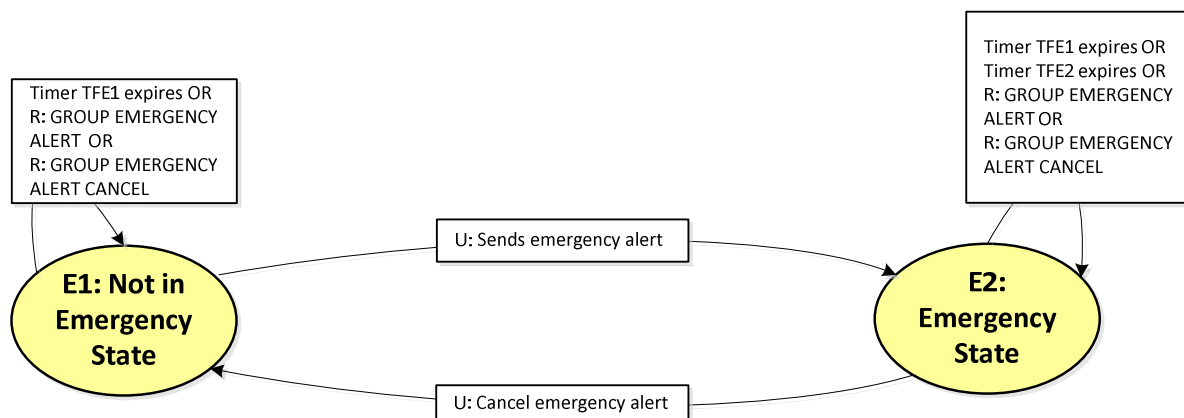 Timer TFE1 expires OR
R: GROUP EMERGENCY
ALERT OR
R: GROUP EMERGENCY
ALERT CANCEL
Timer TFE1 expires OR
Timer TFE2 expires OR
R: GROUP EMERGENCY
ALERT OR
R: GROUP EMERGENCY
ALERT CANCEL
U: Sends emergency alert
E1: Not in
Emergency
State
E2:
Emergency
State
U: Cancel emergency alert